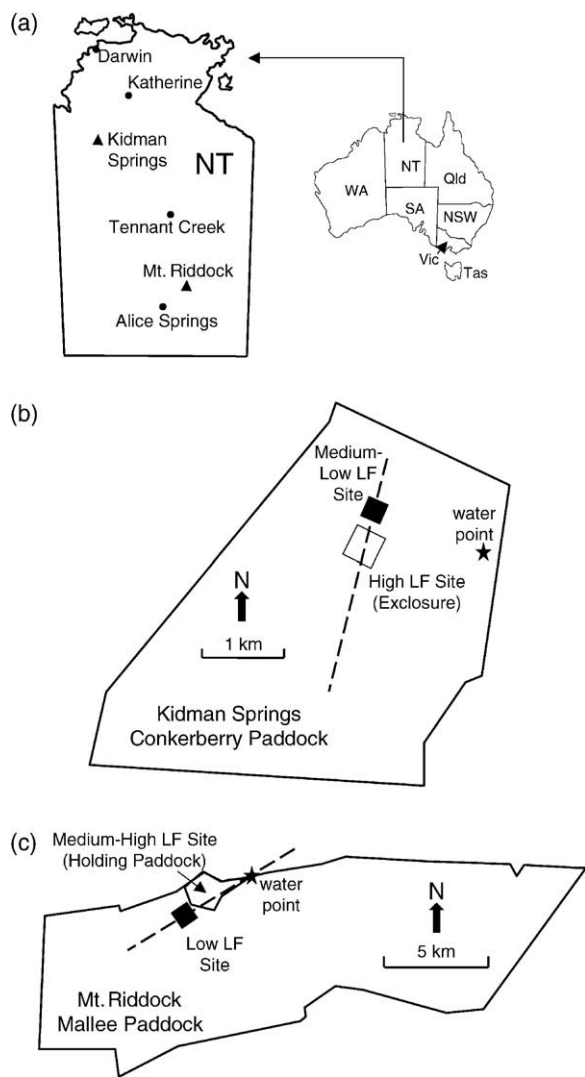 (a)
Darwin
Katherine
Kidman
Springs
NT
Tennant Creek
Mt. Riddock
Alice Springs
WA
NT
Qld
SA
NSW
Vic
Tas
(b)
Medium-
Low LF
Site
water
point
High LF Site
(Exclosure)
N
1 km
Kidman Springs
Conkerberry Paddock
(c)
Medium-High LF Site
(Holding Paddock)
water
point
Low LF
Site
N
5 km
Mt. Riddock
Mallee Paddock